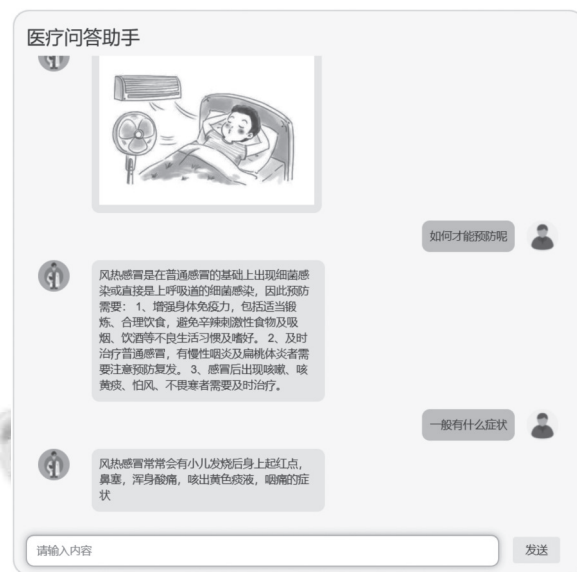 医疗问答助手
如何才能预防呢
风热感冒是在普通感冒的基础上出现细菌感
染或直接是上呼吸道的细菌感染，因此预防
需要： 1、增强身体免疫力，包括适当锻
炼、合理饮食，避免辛辣刺激性食物及吸
烟、饮酒等不良生活习惯及嗜好。 2、及时
治疗普通感冒，有慢性咽炎及扁桃体炎者需
要注意预防复发。 3、感冒后出现咳嗽、咳
黄痰、怕风、不畏寒者需要及时治疗。
一般有什么症状
风热感冒常常会有小儿发烧后身上起红点，
鼻塞，浑身酸痛，咳出黄色痰液，咽痛的症
状
请输入内容
发送